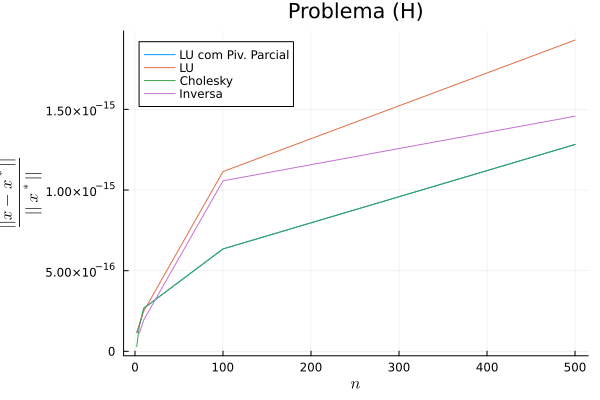 Problema (H)
LU com Piv. Parcial
LU
Cholesky
Inversa
||x − x*||
||x*||
1.50×10⁻¹⁵
1.00×10⁻¹⁵
5.00×10⁻¹⁶
0
0 100 200 300 400 500
n